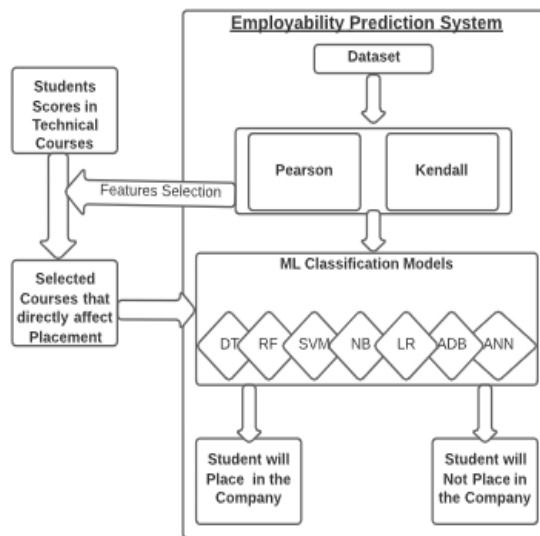 Employability Prediction System
Dataset
Students
Scores in
Technical
Courses
Pearson
Kendall
Features Selection
ML Classification Models
Selected
Courses that
directly affect
Placement
DT
RF
SVM
NB
LR
ADB
ANN
Student will
Place in the
Company
Student will
Not Place in
the Company